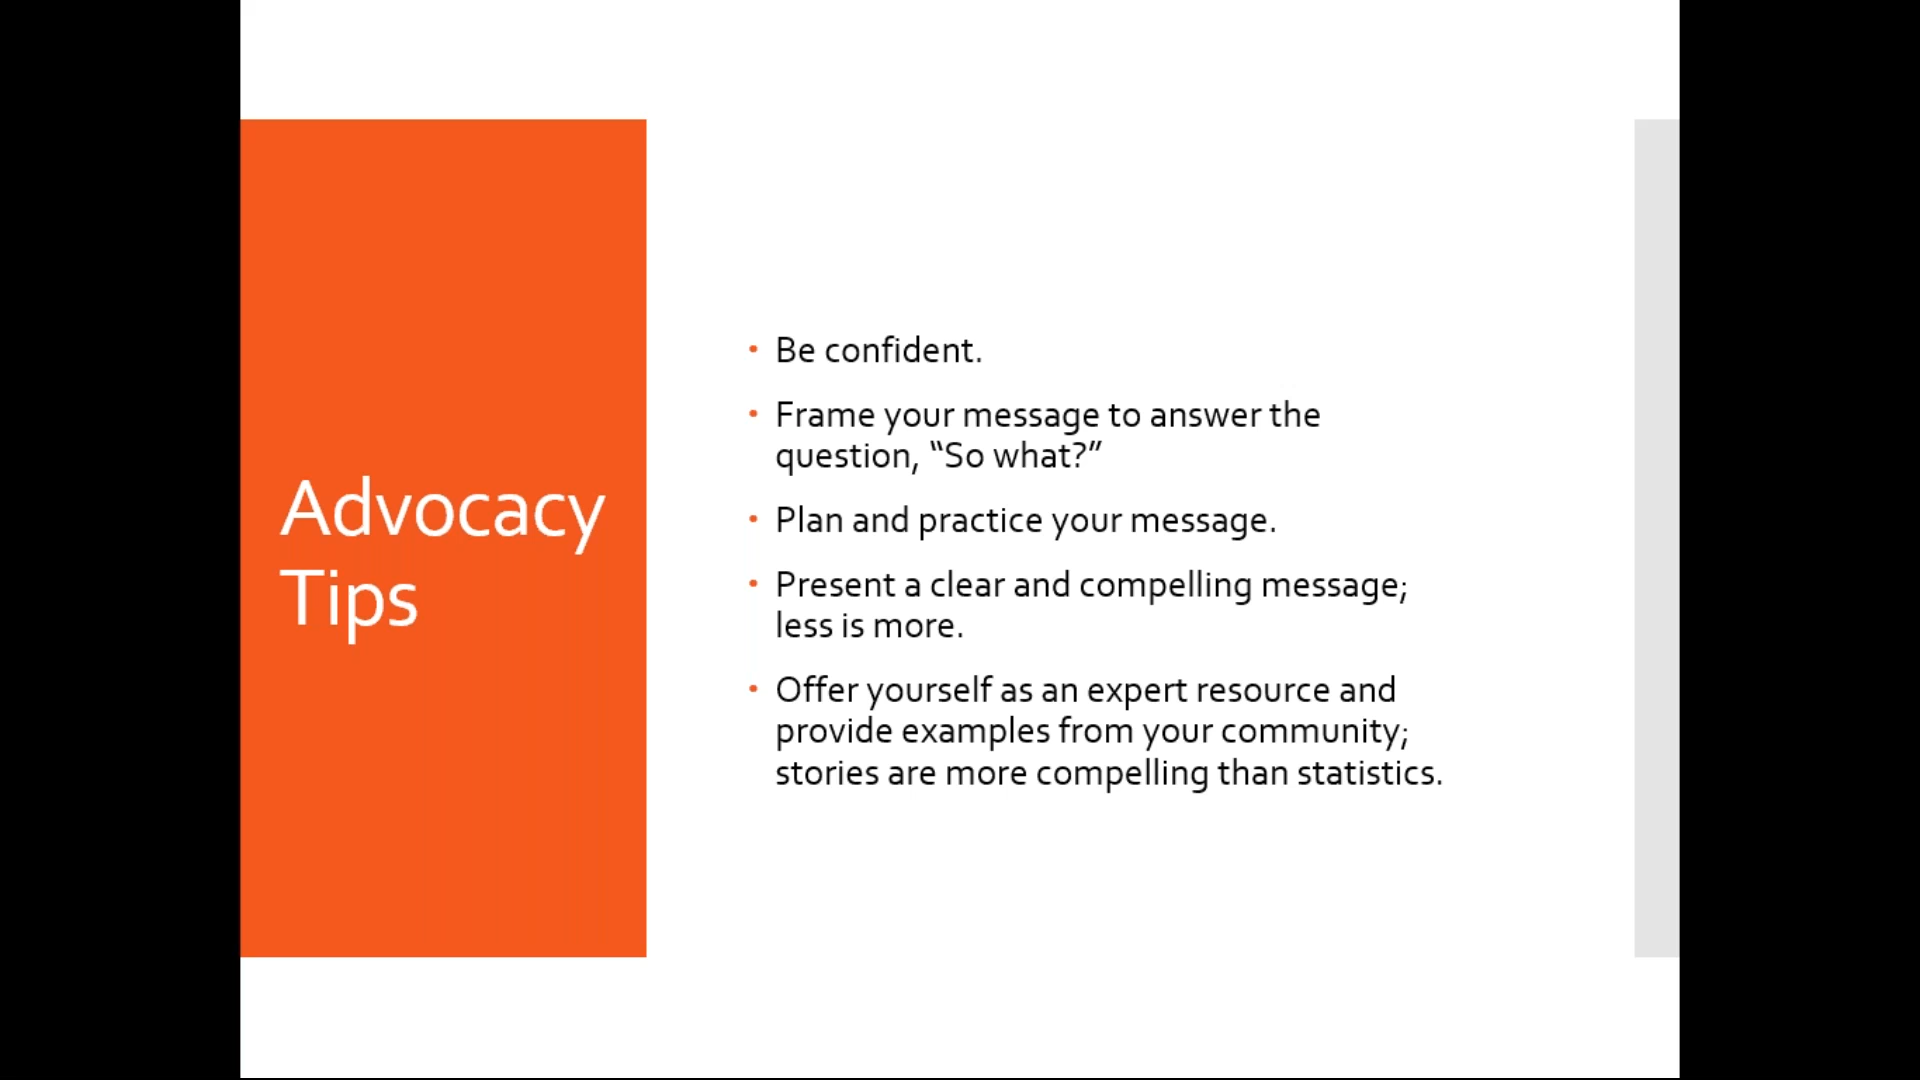 Advocacy
Tips
• Be confident.
• Frame your message to answer the
question, “So what?”
• Plan and practice your message.
• Present a clear and compelling message;
less is more.
• Offer yourself as an expert resource and
provide examples from your community;
stories are more compelling than statistics.